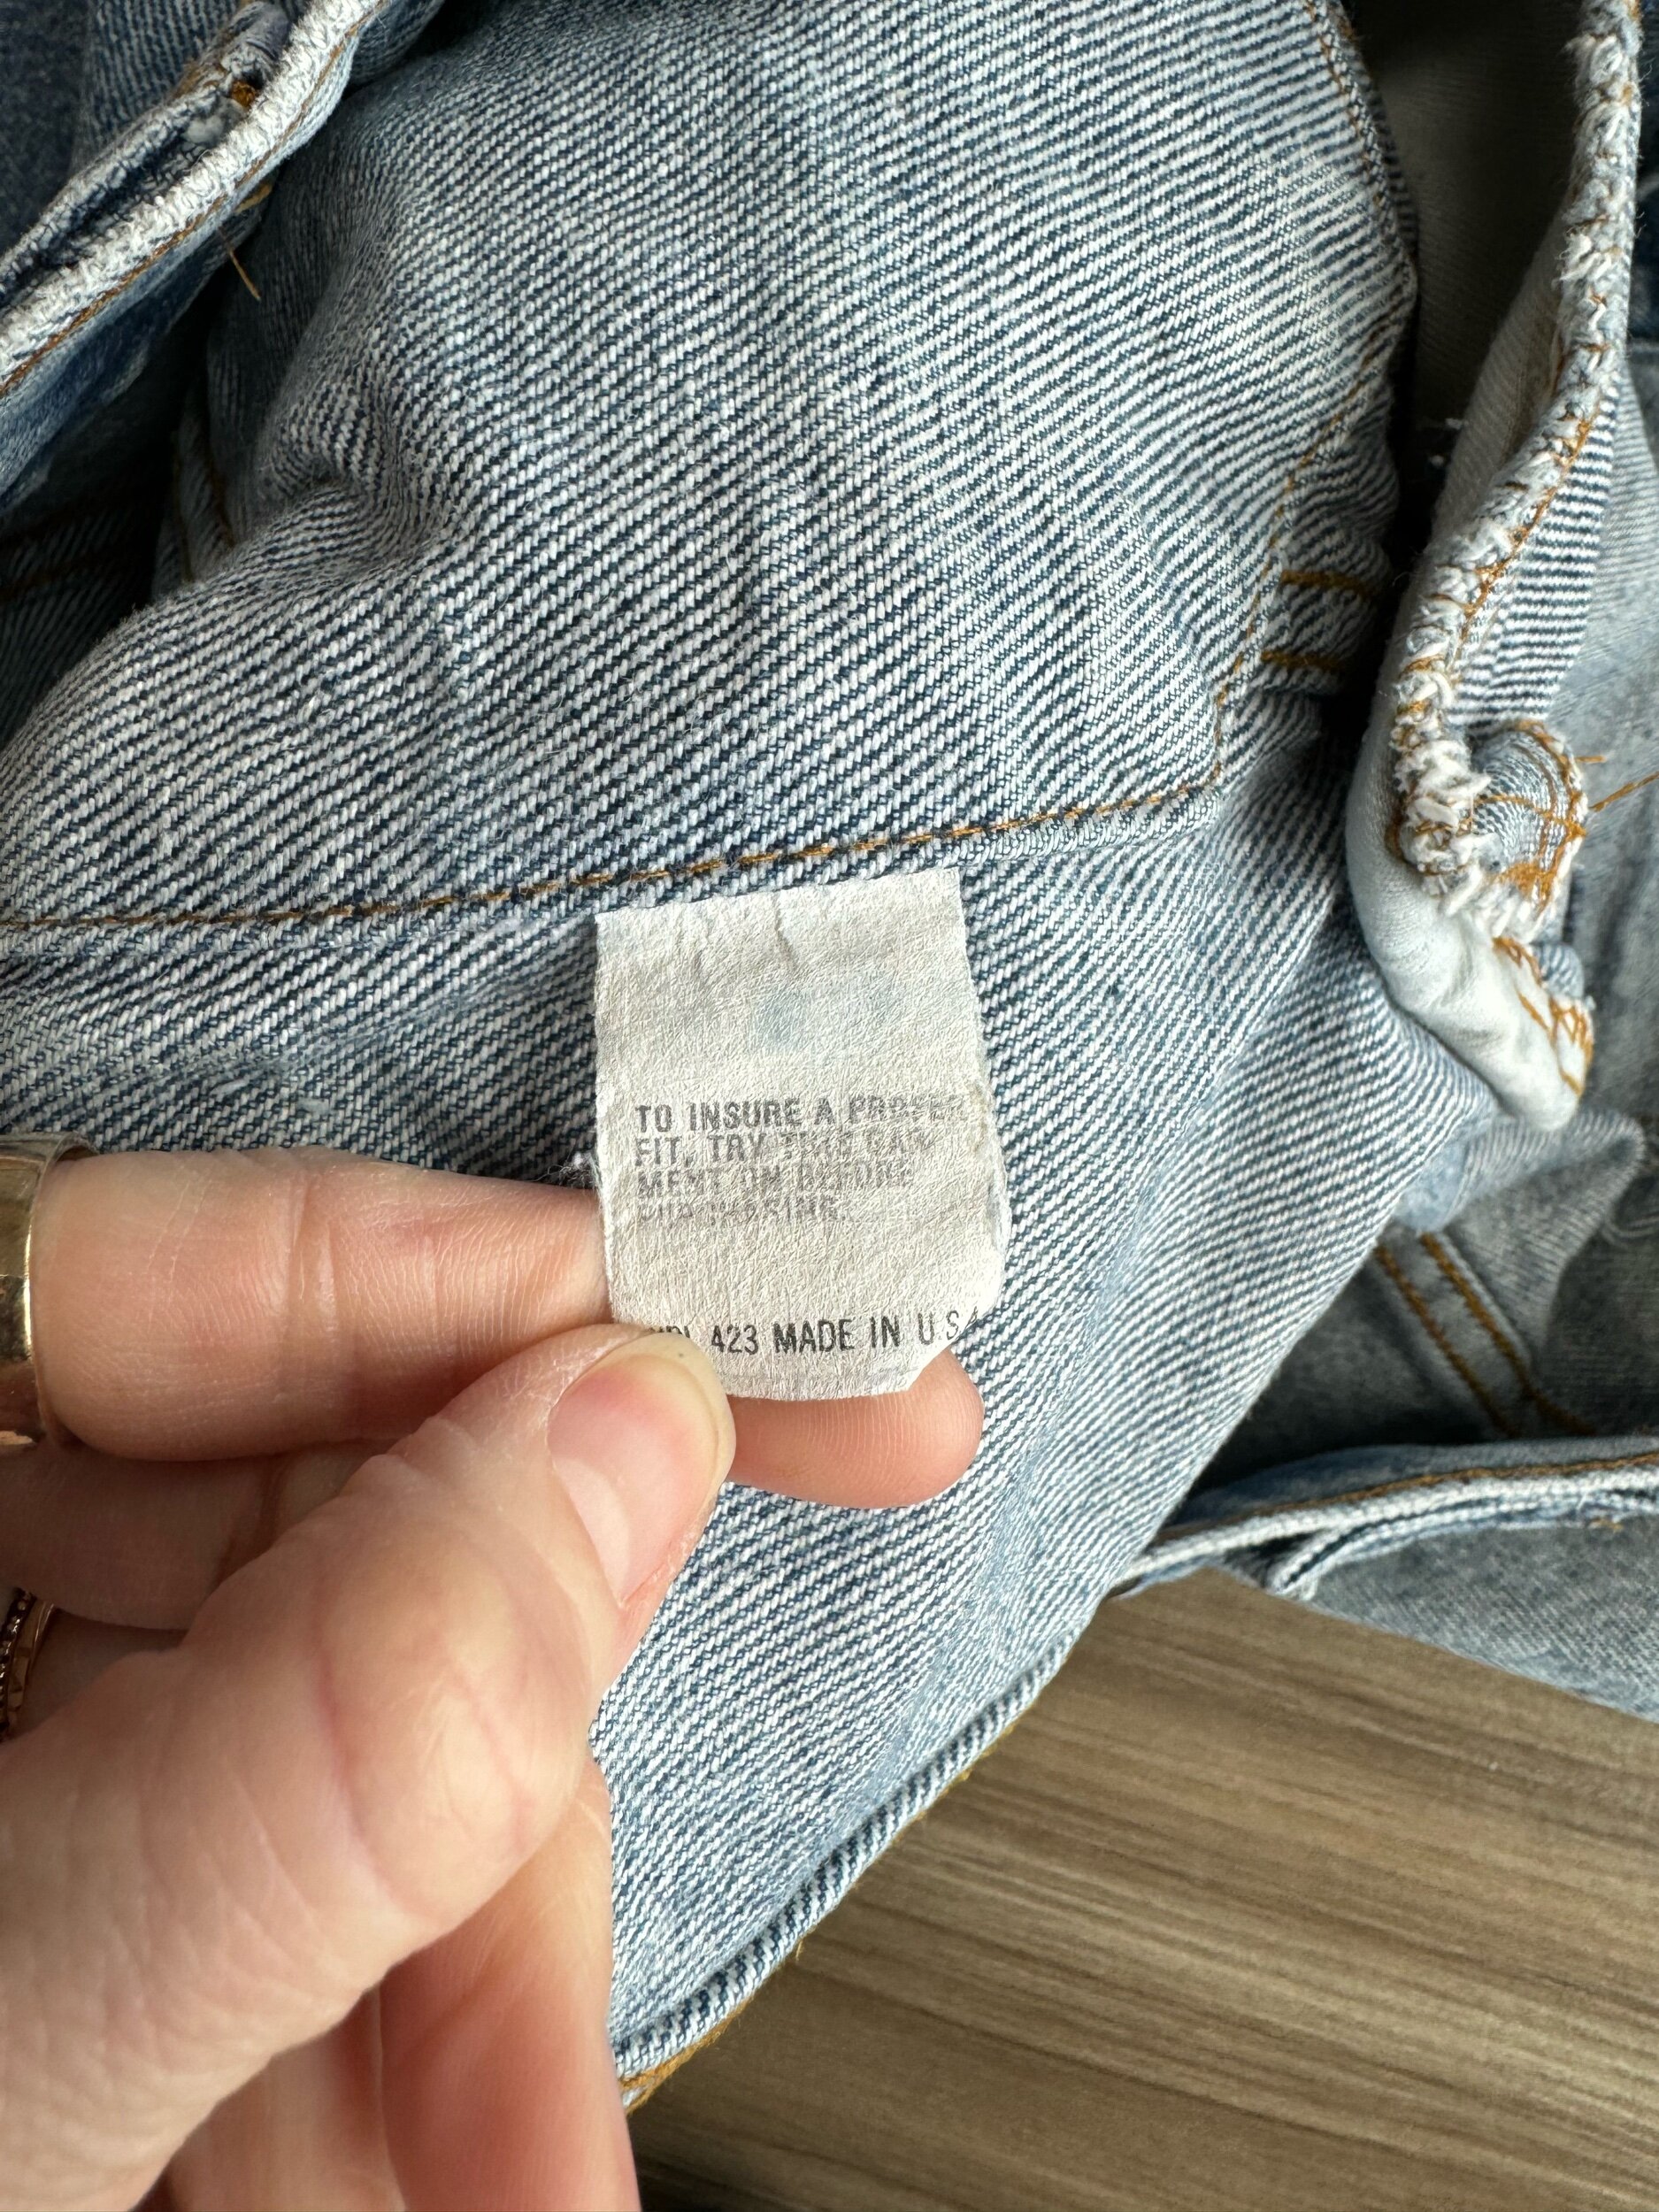 TO INSURE A PROPER
FIT, TRY THIS GAR-
MENT ON BEFORE
PURCHASING.
423 MADE IN U.S.A